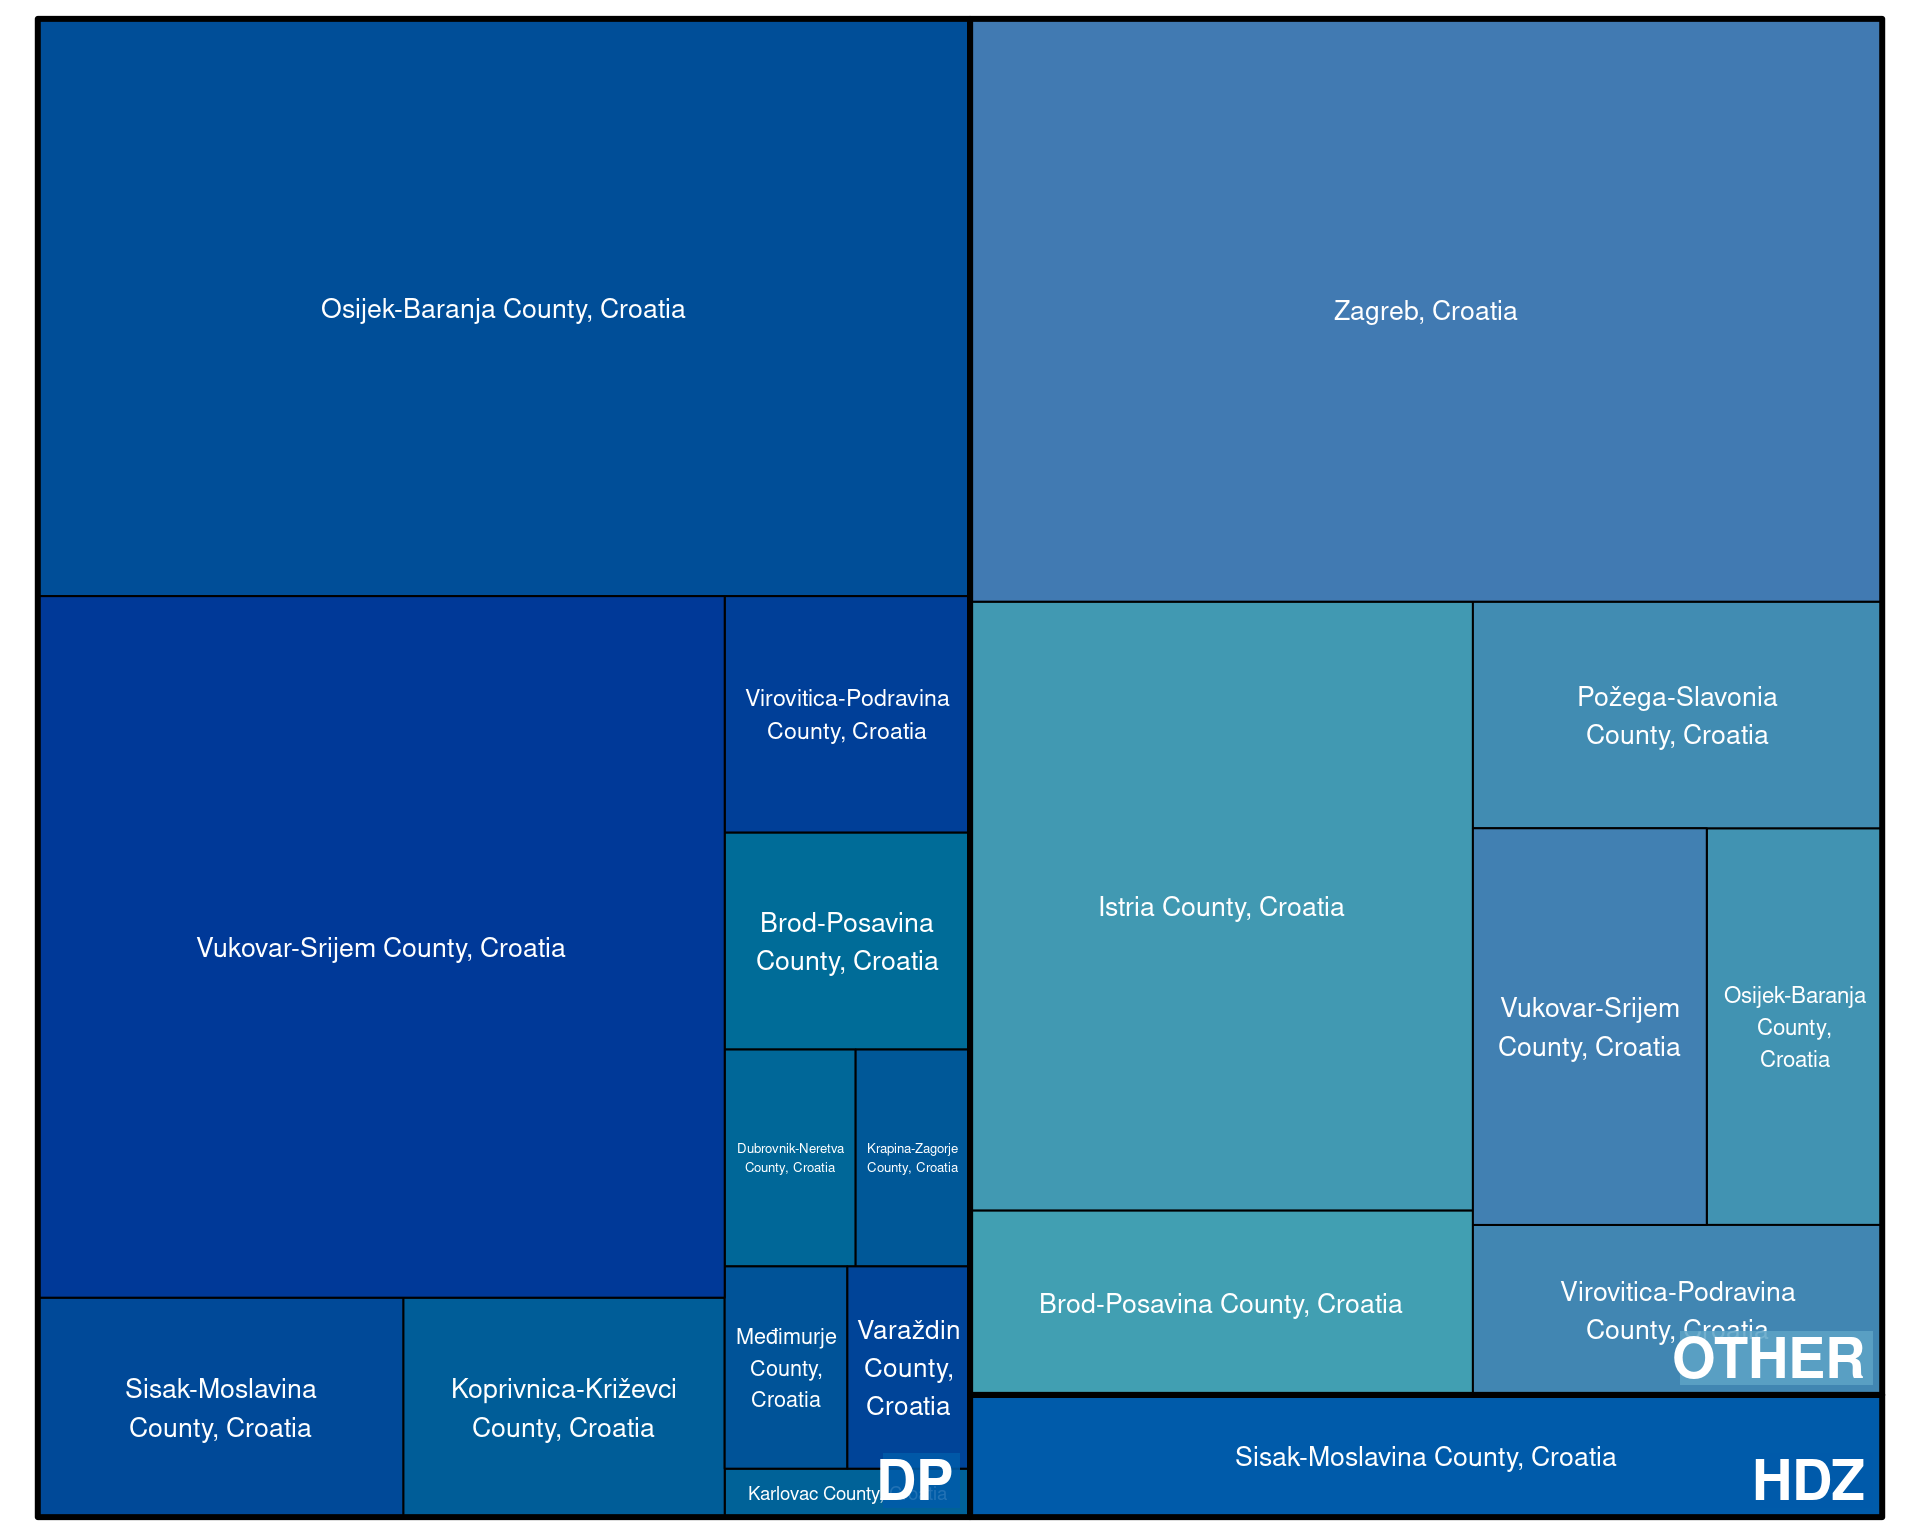 Osijek-Baranja County, Croatia
Vukovar-Srijem County, Croatia
Virovitica-Podravina
County, Croatia
Brod-Posavina
County, Croatia
Dubrovnik-Neretva
County, Croatia
Krapina-Zagorje
County, Croatia
Sisak-Moslavina
County, Croatia
Koprivnica-Križevci
County, Croatia
Međimurje
County,
Croatia
Varaždin
County,
Croatia
Karlovac County, Croatia
DP
Zagreb, Croatia
Istria County, Croatia
Požega-Slavonia
County, Croatia
Vukovar-Srijem
County, Croatia
Osijek-Baranja
County,
Croatia
Brod-Posavina County, Croatia
Virovitica-Podravina
County, Croatia
OTHER
Sisak-Moslavina County, Croatia
HDZ